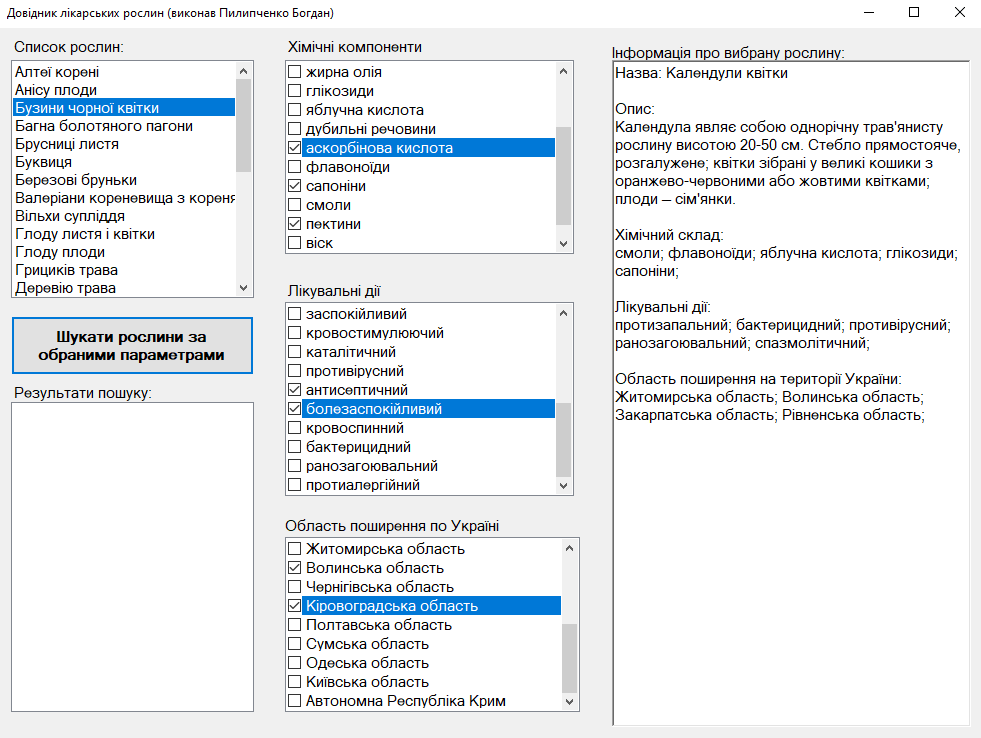 Довідник лікарських рослин (виконав Пилипченко Богдан)
Список рослин:
Алтеї корені
Анісу плоди
Бузини чорної квітки
Багна болотяного пагони
Брусниці листя
Буквиця
Березові бруньки
Валеріани кореневища з кореня
Вільхи супліддя
Глоду листя і квітки
Глоду плоди
Грициків трава
Деревію трава
Шукати рослини за
обраними параметрами
Результати пошуку:
Хімічні компоненти
жирна олія
глікозиди
яблучна кислота
дубильні речовини
аскорбінова кислота
флавоноїди
сапоніни
смоли
пектини
віск
Лікувальні дії
заспокійливий
кровостимулюючий
каталітичний
противірусний
антисептичний
болезаспокійливий
кровоспинний
бактерицидний
ранозагоювальний
протиалергійний
Область поширення по Україні
Житомирська область
Волинська область
Чернігівська область
Кіровоградська область
Полтавська область
Сумська область
Одеська область
Київська область
Автономна Республіка Крим
Інформація про вибрану рослину:
Назва: Календули квітки
Опис:
Календула являє собою однорічну трав'янисту
рослину висотою 20-50 см. Стебло прямостояче,
розгалужене; квітки зібрані у великі кошики з
оранжево-червоними або жовтими квітками;
плоди – сім'янки.
Хімічний склад:
смоли; флавоноїди; яблучна кислота; глікозиди;
сапоніни;
Лікувальні дії:
протизапальний; бактерицидний; противірусний;
ранозагоювальний; спазмолітичний;
Область поширення на території України:
Житомирська область; Волинська область;
Закарпатська область; Рівненська область;